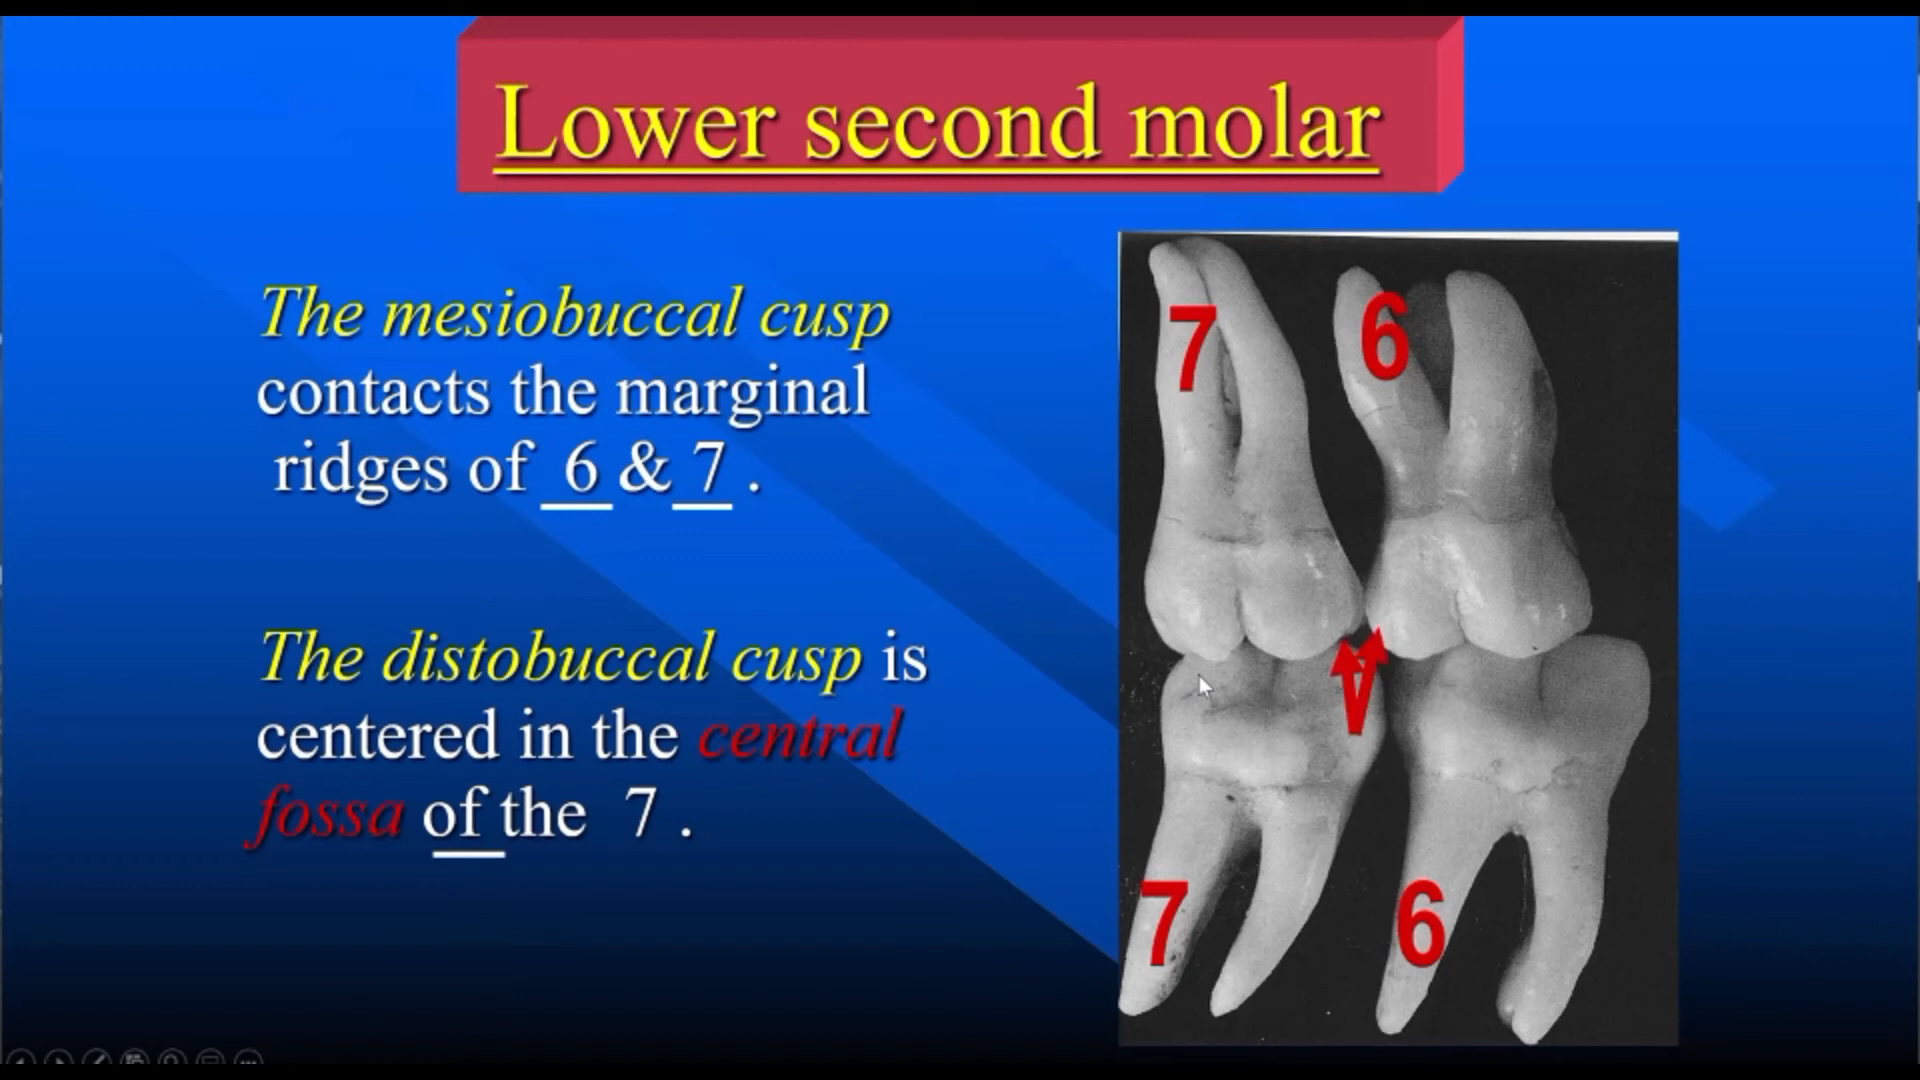 Lower second molar
The mesiobuccal cusp
contacts the marginal
ridges of 6 & 7 .
The distobuccal cusp is
centered in the central
fossa of the 7 .
7
6
7
6